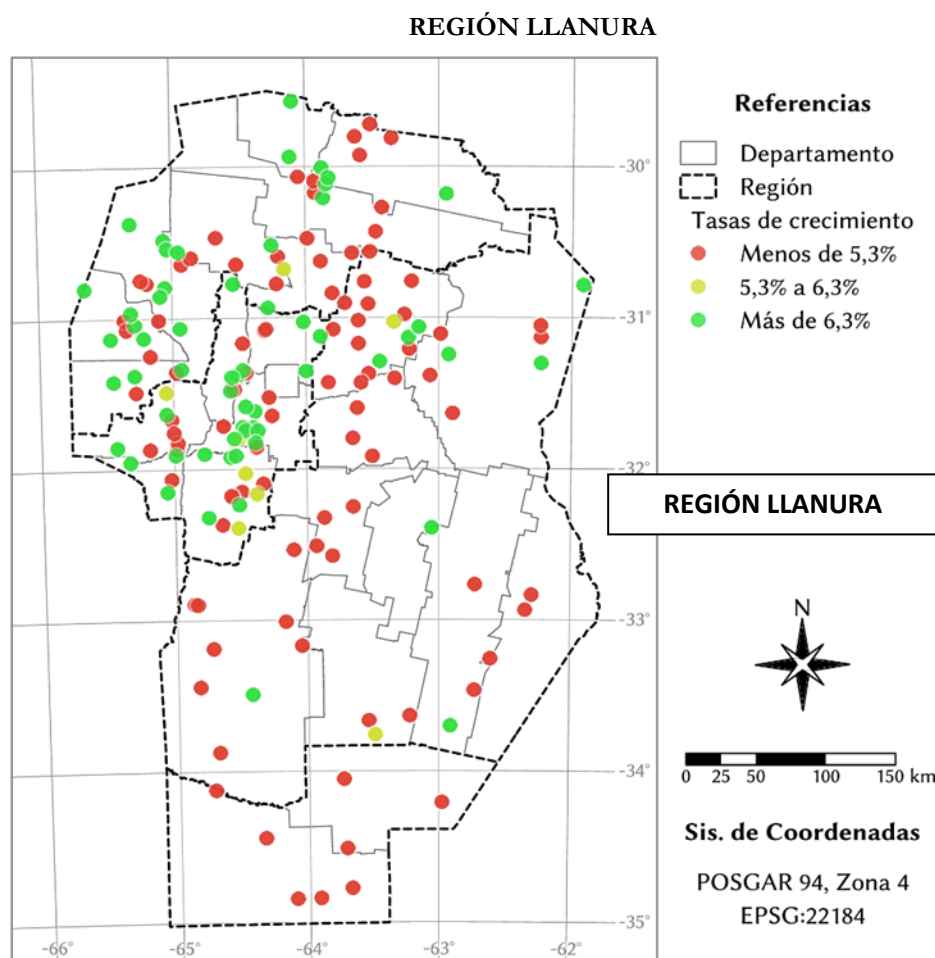 REGIÓN LLANURA
Referencias
Departamento
Región
Tasas de crecimiento
Menos de 5,3%
5,3% a 6,3%
Más de 6,3%
-30°
-31°
-32°
REGIÓN LLANURA
N
-33°
-34°
0 25 50 100 150 km
Sis. de Coordenadas
POSGAR 94, Zona 4
EPSG:22184
-35°
-66° -65° -64° -63° -62°